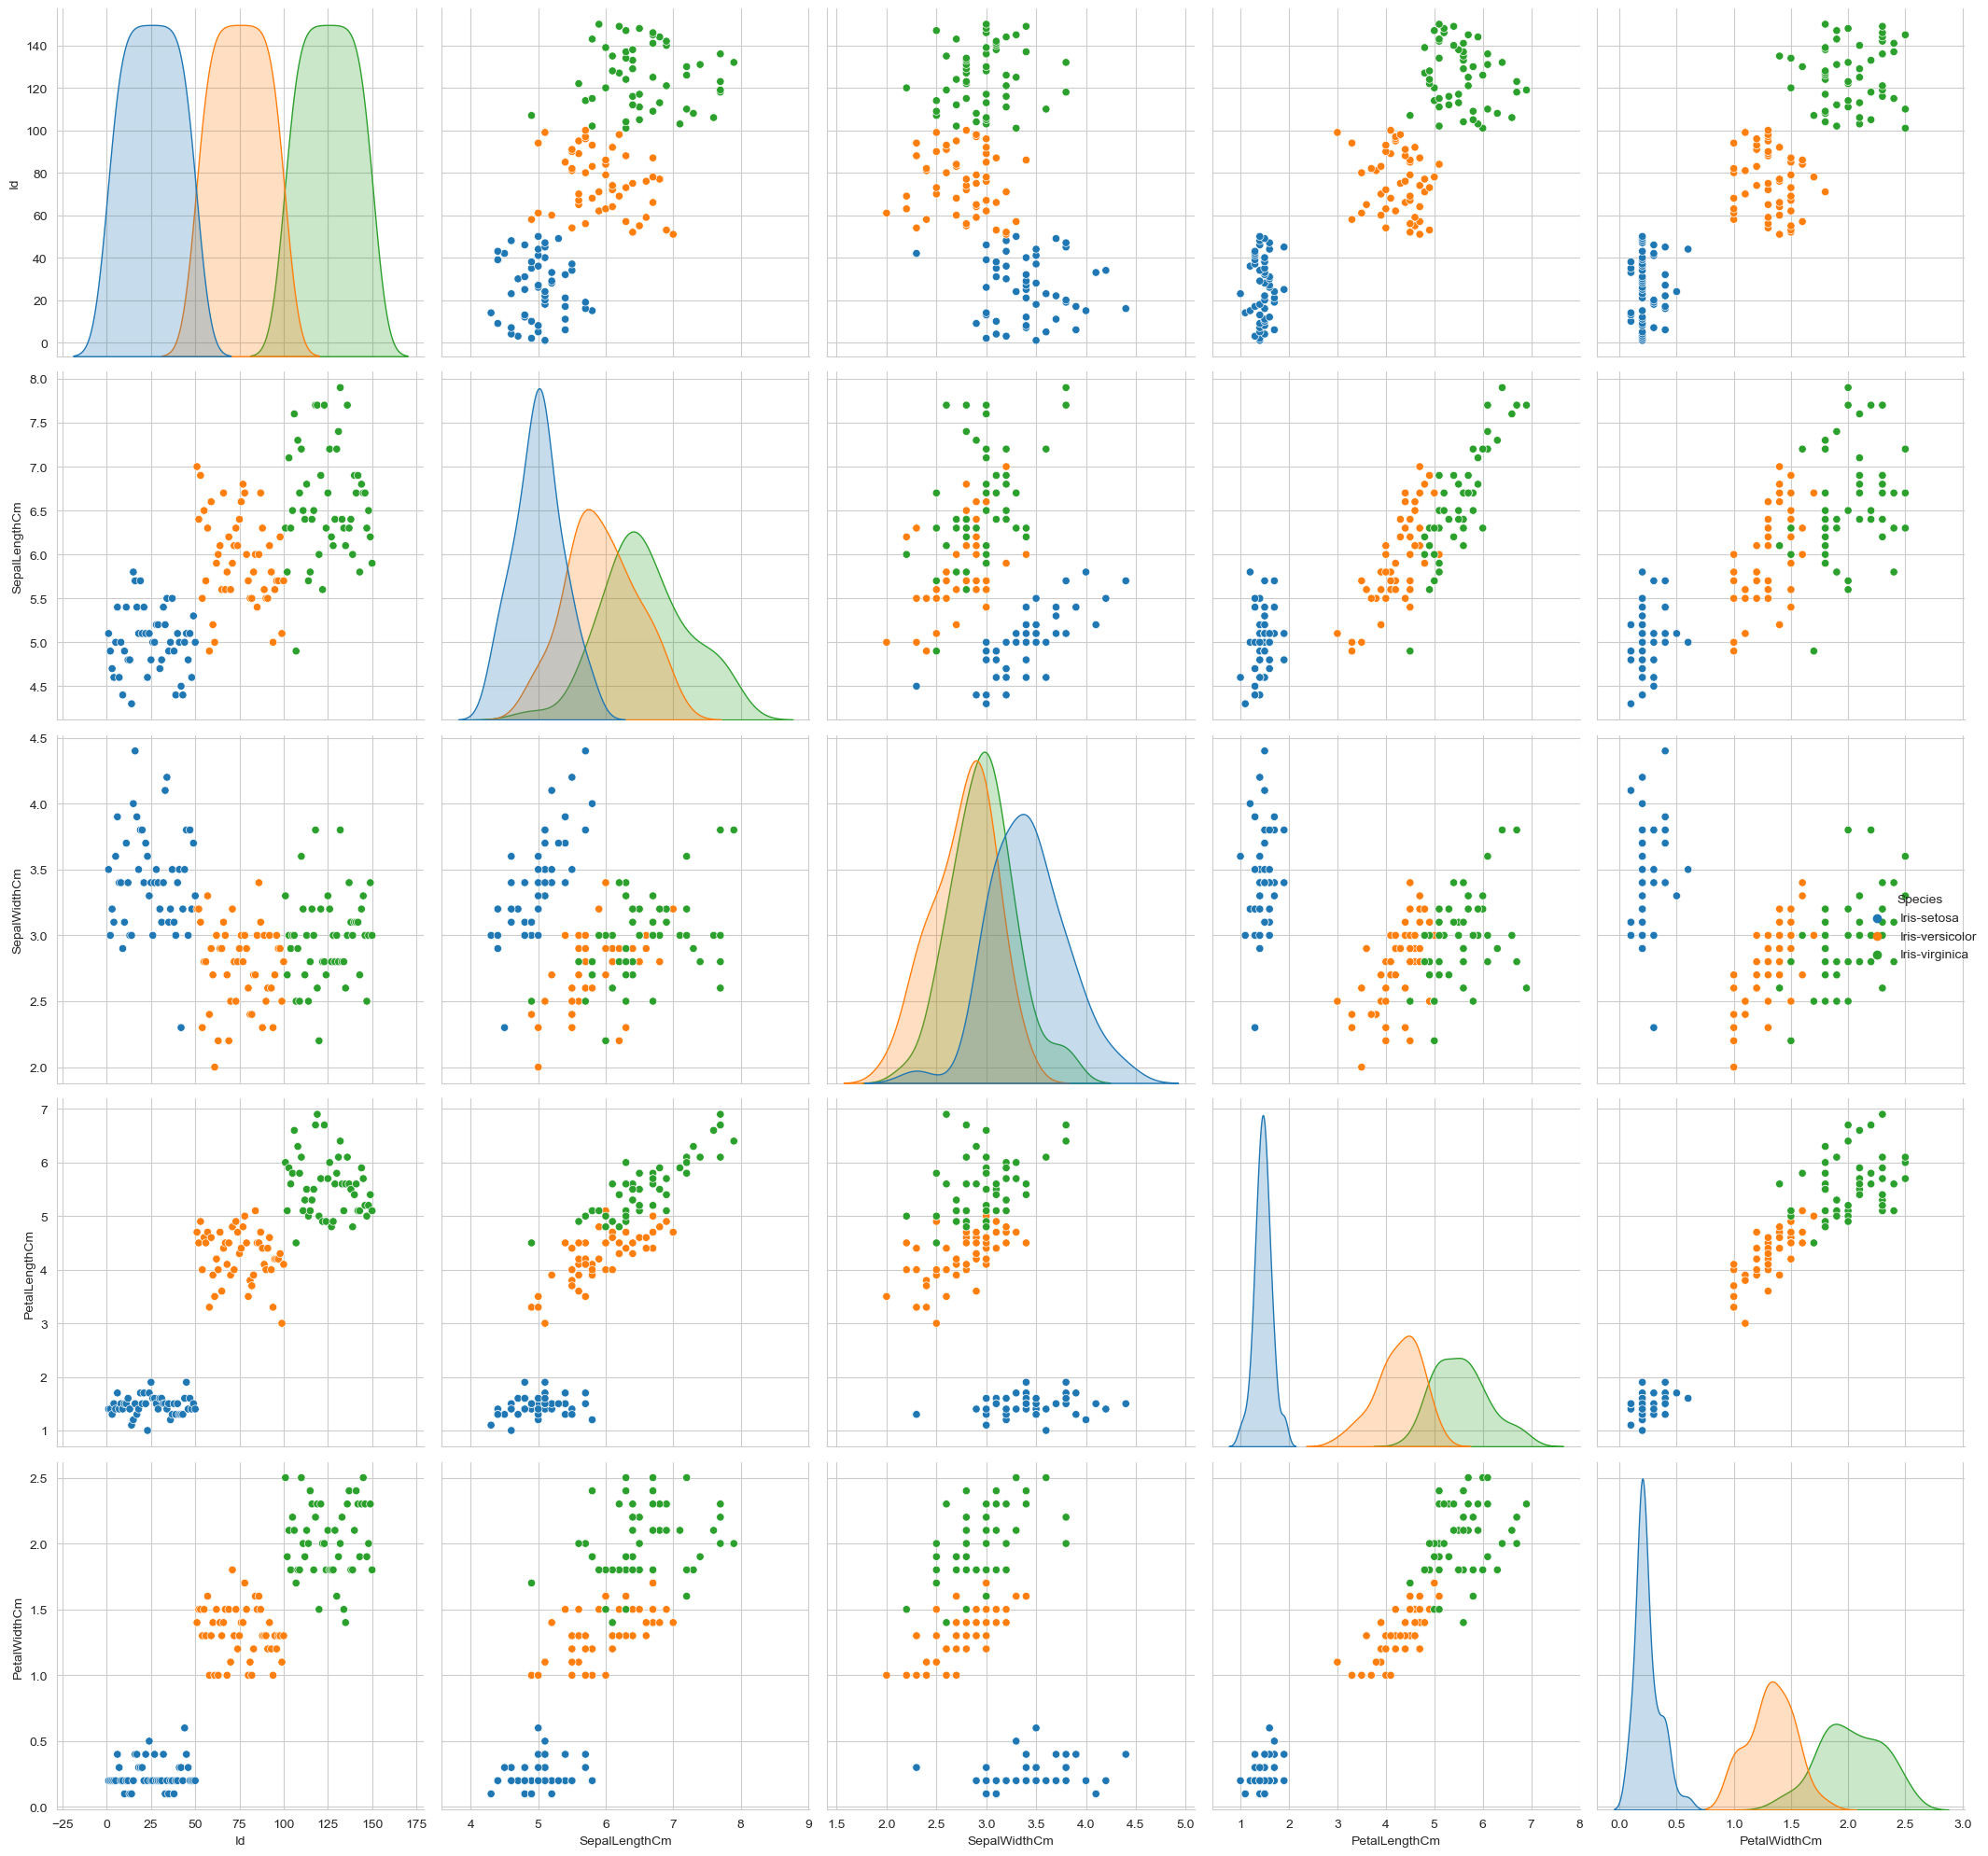 140
120
100
80
60
40
20
0
Id
8.0
7.5
7.0
6.5
6.0
5.5
5.0
4.5
SepalLengthCm
4.5
4.0
3.5
3.0
2.5
2.0
SepalWidthCm
Species
Iris-setosa
Iris-versicolor
Iris-virginica
7
6
5
4
3
2
1
PetalLengthCm
2.5
2.0
1.5
1.0
0.5
0.0
PetalWidthCm
−25 0 25 50 75 100 125 150 175
Id
4 5 6 7 8 9
SepalLengthCm
1.5 2.0 2.5 3.0 3.5 4.0 4.5 5.0
SepalWidthCm
1 2 3 4 5 6 7 8
PetalLengthCm
0.0 0.5 1.0 1.5 2.0 2.5 3.0
PetalWidthCm